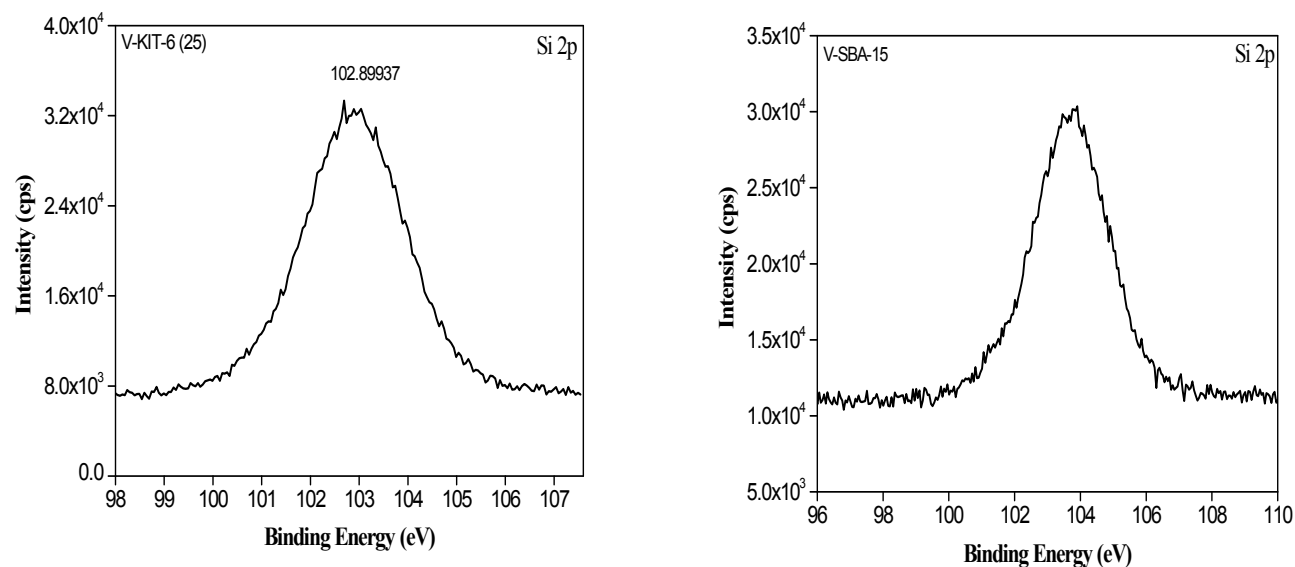 V-KIT-6 (25)
Si 2p
102.89937
4.0x10⁴
3.2x10⁴
2.4x10⁴
1.6x10⁴
8.0x10³
0.0
Intensity (cps)
98 99 100 101 102 103 104 105 106 107
Binding Energy (eV)
V-SBA-15
Si 2p
3.5x10⁴
3.0x10⁴
2.5x10⁴
2.0x10⁴
1.5x10⁴
1.0x10⁴
5.0x10³
Intensity (cps)
96 98 100 102 104 106 108 110
Binding Energy (eV)